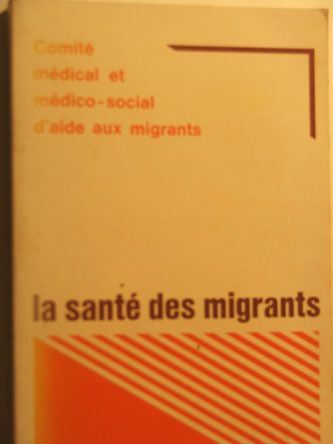 Comité
médical et
médico-social
d'aide aux migrants
la santé des migrants